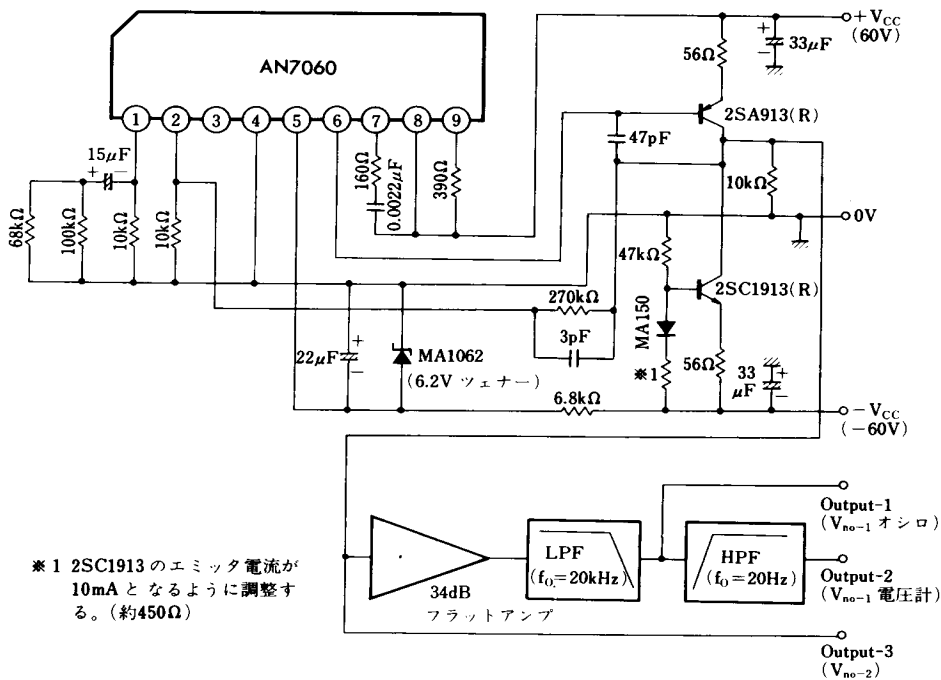 AN7060
1
2
3
4
5
6
7
8
9
+VCC
(60V)
+
−
33μF
56Ω
2SA913(R)
47pF
10kΩ
0V
15μF
+ −
68kΩ
100kΩ
10kΩ
10kΩ
160Ω
0.0022μF
390Ω
47kΩ
2SC1913(R)
270kΩ
3pF
MA150
※1
56Ω
33
μF
+
−
22μF
+
−
MA1062
(6.2V ツェナー)
6.8kΩ
−VCC
(−60V)
Output-1
(Vno-1 オシロ)
LPF
(fO=20kHz)
HPF
(fO=20Hz)
Output-2
(Vno-1 電圧計)
34dB
フラットアンプ
Output-3
(Vno-2)
※1 2SC1913のエミッタ電流が
10mAとなるように調整す
る。(約450Ω)